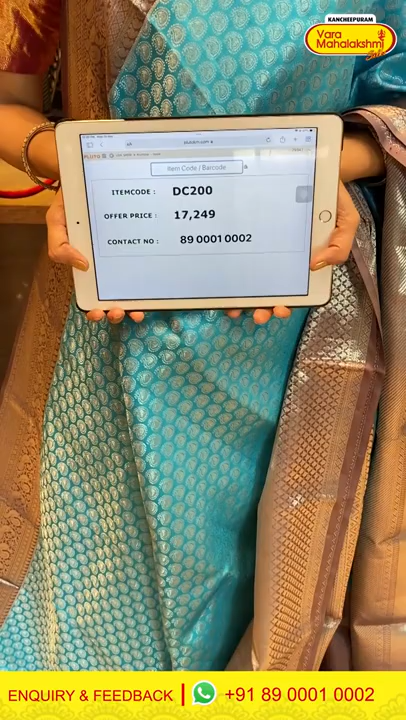 KANCHEEPURAM
Vara
Mahalakshmi
Silks
Item Code / Barcode
ITEMCODE : DC200
OFFER PRICE : 17,249
CONTACT NO : 89 0001 0002
ENQUIRY & FEEDBACK | +91 89 0001 0002